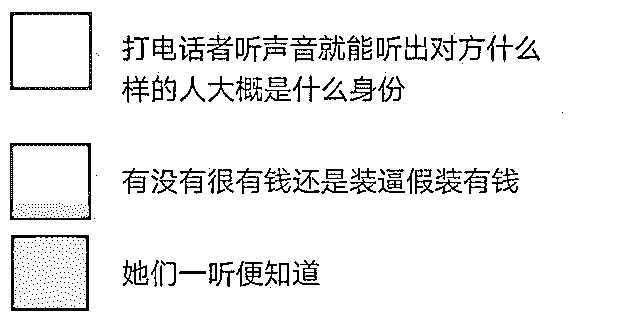 打电话者听声音就能听出对方什么
样的人大概是什么身份
有没有很有钱还是装逼假装有钱
她们一听便知道